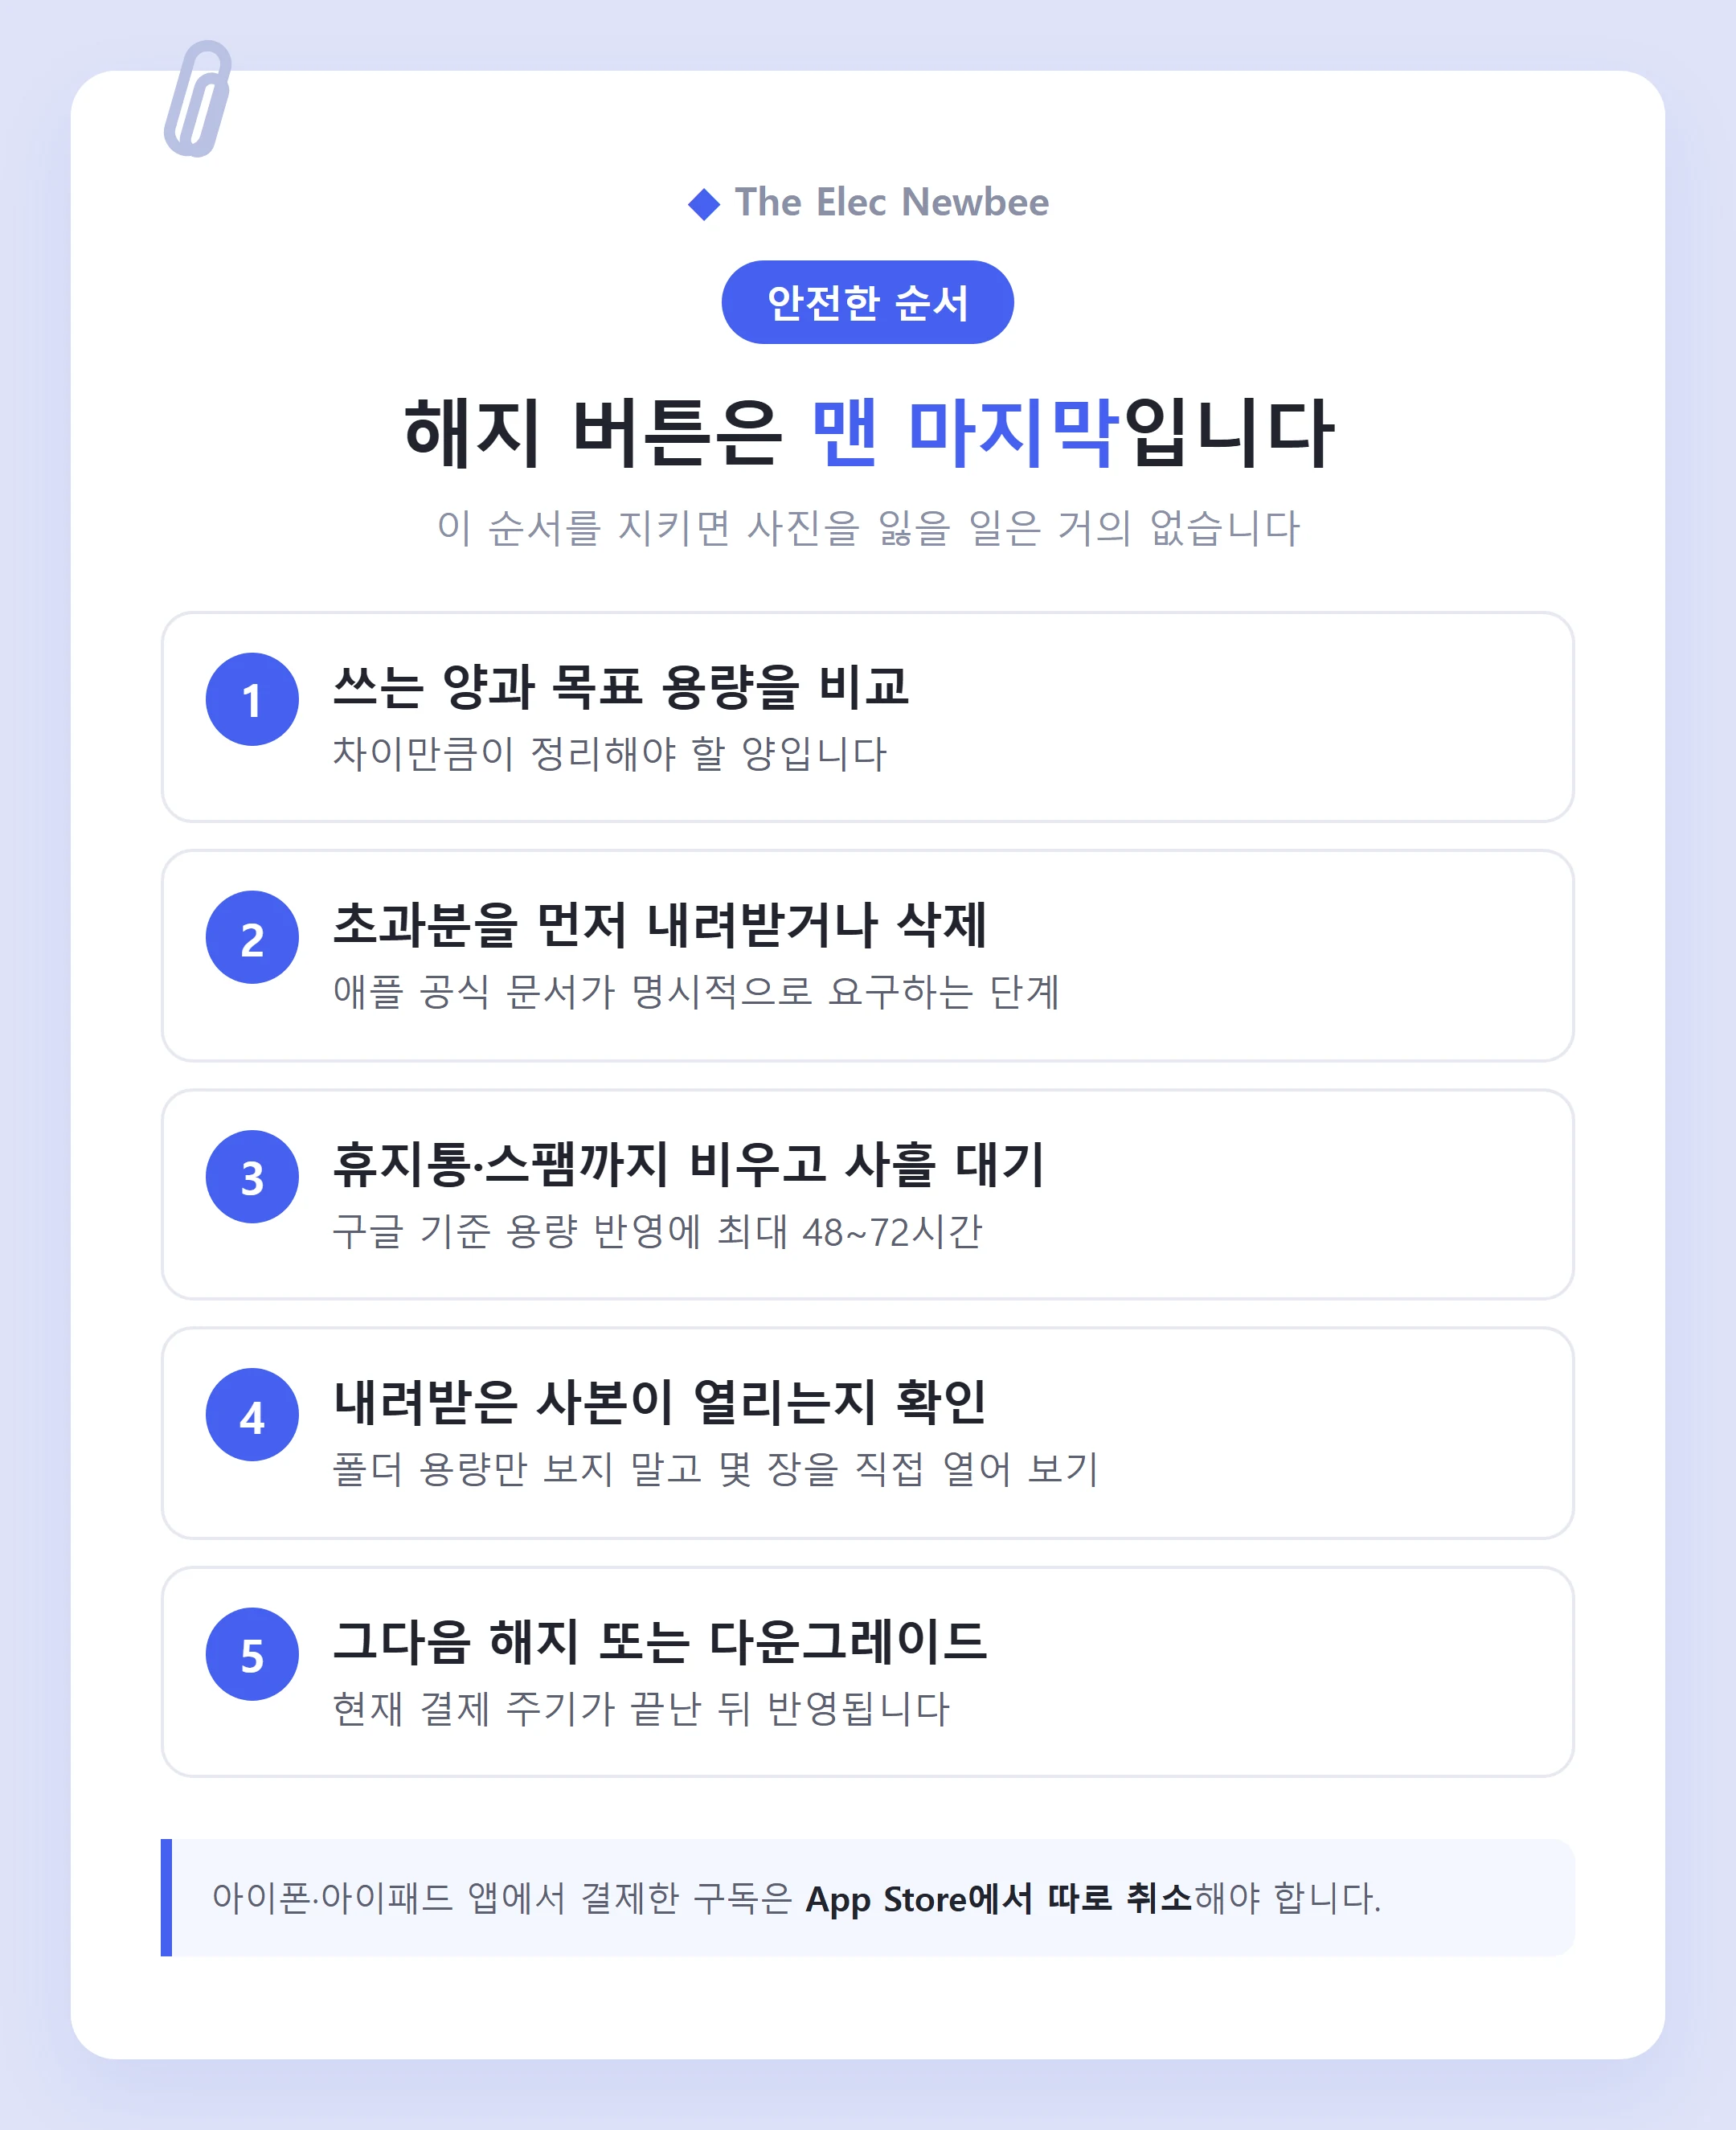 The Elec Newbee
안전한 순서
해지 버튼은 맨 마지막입니다
이 순서를 지키면 사진을 잃을 일은 거의 없습니다
1
쓰는 양과 목표 용량을 비교
차이만큼이 정리해야 할 양입니다
2
초과분을 먼저 내려받거나 삭제
애플 공식 문서가 명시적으로 요구하는 단계
3
휴지통·스팸까지 비우고 사흘 대기
구글 기준 용량 반영에 최대 48~72시간
4
내려받은 사본이 열리는지 확인
폴더 용량만 보지 말고 몇 장을 직접 열어 보기
5
그다음 해지 또는 다운그레이드
현재 결제 주기가 끝난 뒤 반영됩니다
아이폰·아이패드 앱에서 결제한 구독은 App Store에서 따로 취소해야 합니다.